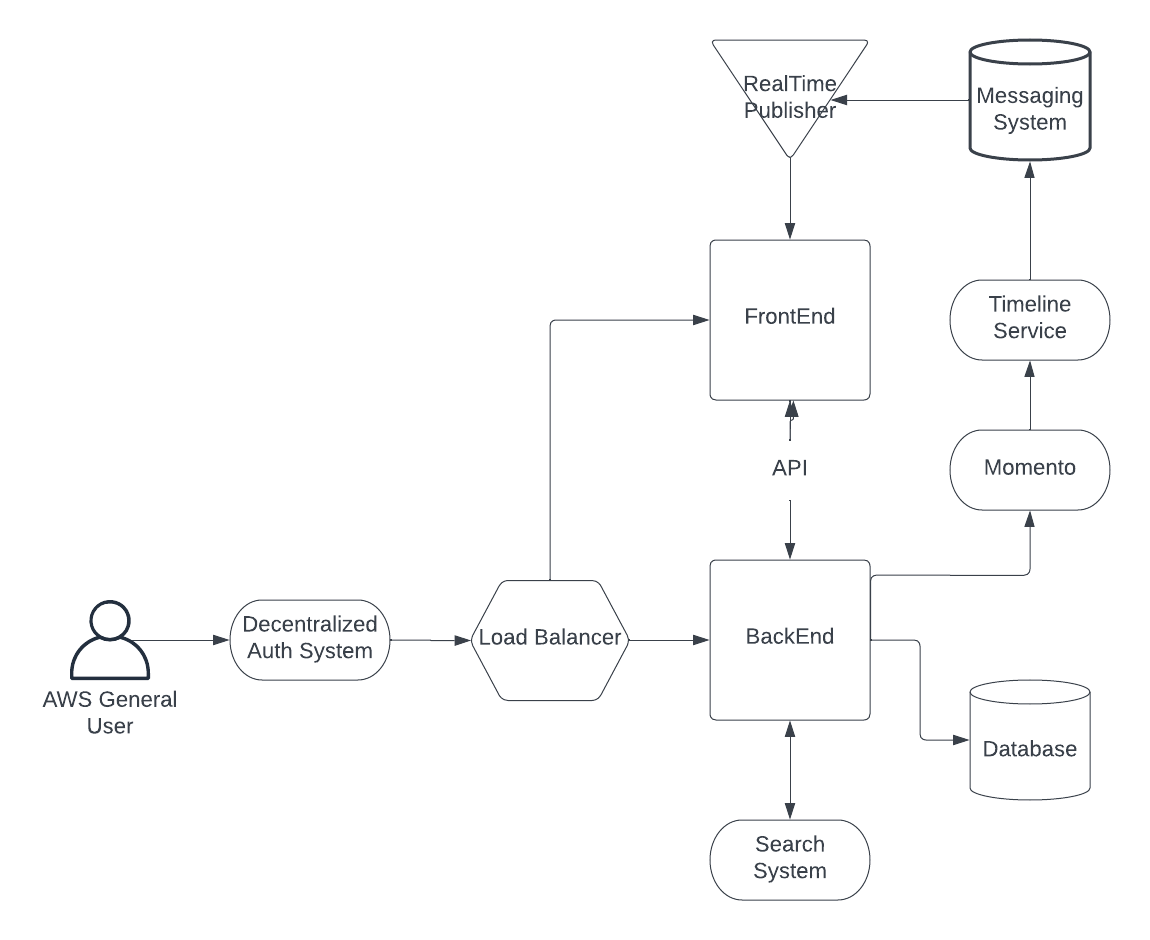 RealTime
Publisher
Messaging
System
FrontEnd
Timeline
Service
API
Momento
Decentralized
Auth System
Load Balancer
BackEnd
AWS General
User
Database
Search
System